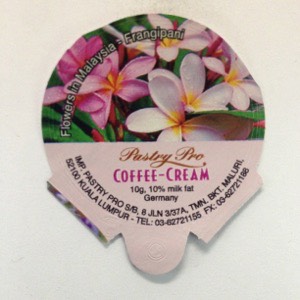 Flowers in Malaysia - Frangipani
Pastry Pro
COFFEE-CREAM
10g, 10% milk fat
Germany
IMP. PASTRY PRO S/B, 8 JLN 3/37A, TMN. BKT. MALURI,
52100 KUALA LUMPUR - TEL: 03-62721155 FX: 03-62721186